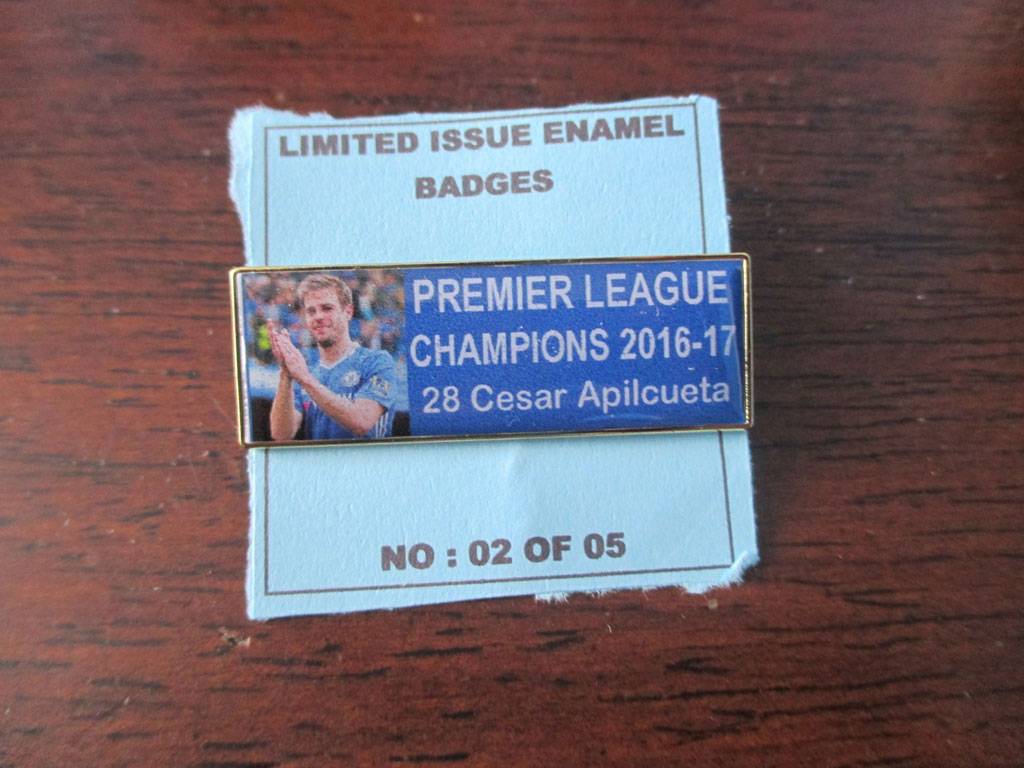 LIMITED ISSUE ENAMEL
BADGES
PREMIER LEAGUE
CHAMPIONS 2016-17
28 Cesar Apilcueta
NO : 02 OF 05